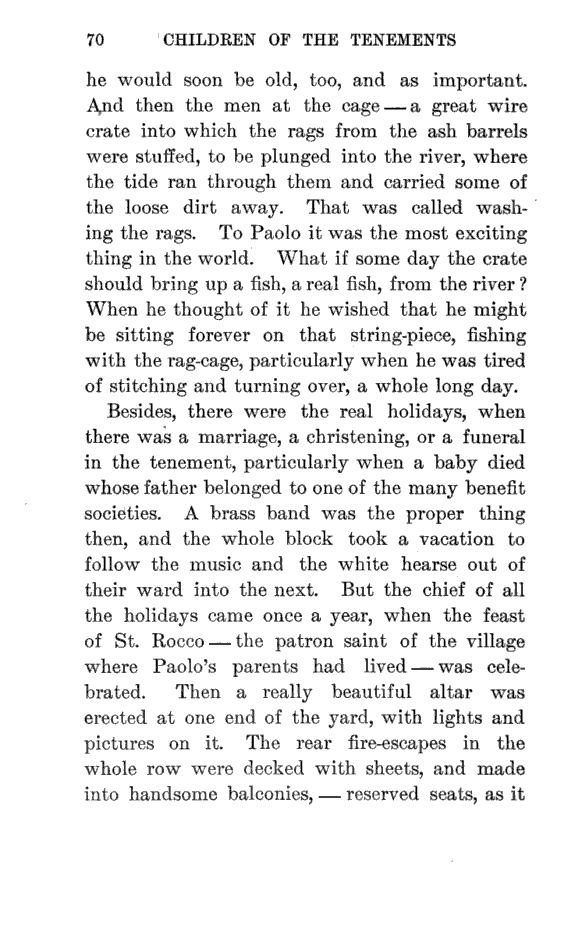 70 CHILDREN OF THE TENEMENTS
he would soon be old, too, and as important.
And then the men at the cage — a great wire
crate into which the rags from the ash barrels
were stuffed, to be plunged into the river, where
the tide ran through them and carried some of
the loose dirt away. That was called wash-
ing the rags. To Paolo it was the most exciting
thing in the world. What if some day the crate
should bring up a fish, a real fish, from the river?
When he thought of it he wished that he might
be sitting forever on that string-piece, fishing
with the rag-cage, particularly when he was tired
of stitching and turning over, a whole long day.
Besides, there were the real holidays, when
there was a marriage, a christening, or a funeral
in the tenement, particularly when a baby died
whose father belonged to one of the many benefit
societies. A brass band was the proper thing
then, and the whole block took a vacation to
follow the music and the white hearse out of
their ward into the next. But the chief of all
the holidays came once a year, when the feast
of St. Rocco — the patron saint of the village
where Paolo's parents had lived — was cele-
brated. Then a really beautiful altar was
erected at one end of the yard, with lights and
pictures on it. The rear fire-escapes in the
whole row were decked with sheets, and made
into handsome balconies, — reserved seats, as it